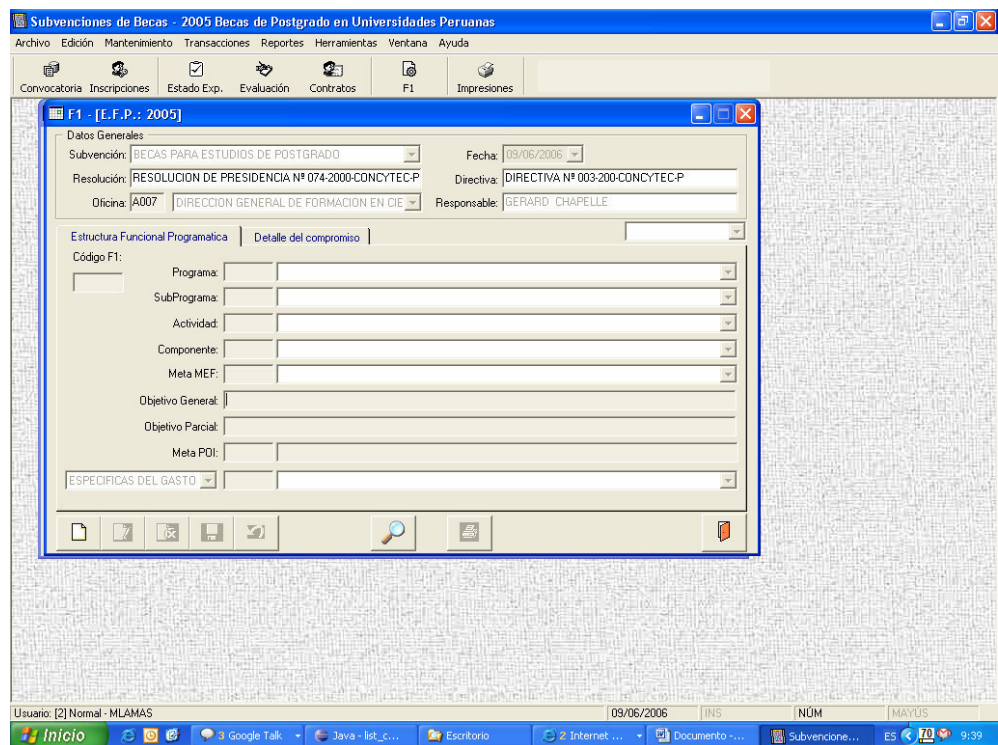 Subvenciones de Becas - 2005 Becas de Postgrado en Universidades Peruanas
Archivo Edición Mantenimiento Transacciones Reportes Herramientas Ventana Ayuda
Convocatoria Inscripciones Estado Exp. Evaluación Contratos F1 Impresiones
F1 - [E.F.P.: 2005]
Datos Generales
Subvención: BECAS PARA ESTUDIOS DE POSTGRADO Fecha: 09/06/2006
Resolución: RESOLUCION DE PRESIDENCIA Nº 074-2000-CONCYTEC-P Directiva: DIRECTIVA Nº 003-200-CONCYTEC-P
Oficina: A007 DIRECCION GENERAL DE FORMACION EN CIE Responsable: GERARD CHAPELLE
Estructura Funcional Programatica Detalle del compromiso
Código F1:
Programa:
SubPrograma:
Actividad:
Componente:
Meta MEF:
Objetivo General:
Objetivo Parcial:
Meta POI:
ESPECIFICAS DEL GASTO
Usuario: [2] Normal - MLAMAS 09/06/2006 INS NÚM MAYÚS
Inicio 3 Google Talk Java - list_c... Escritorio 2 Internet ... Documento -... Subvencione... ES 70 9:39